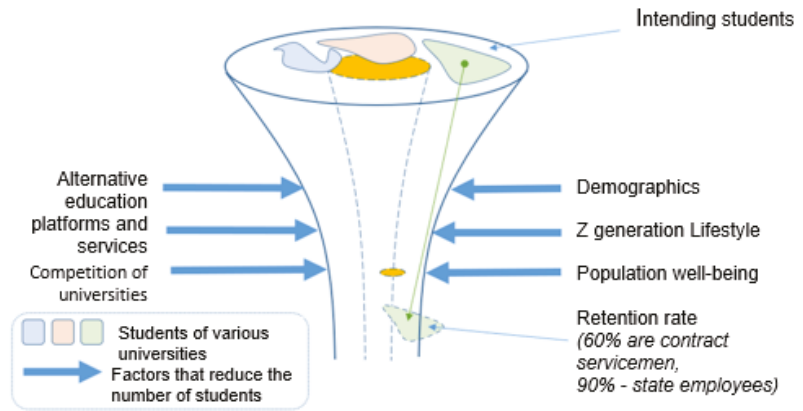 Intending students
Alternative
education
platforms and
services
Competition of
universities
Demographics
Z generation Lifestyle
Population well-being
Retention rate
(60% are contract
servicemen,
90% - state employees)
Students of various
universities
Factors that reduce the
number of students